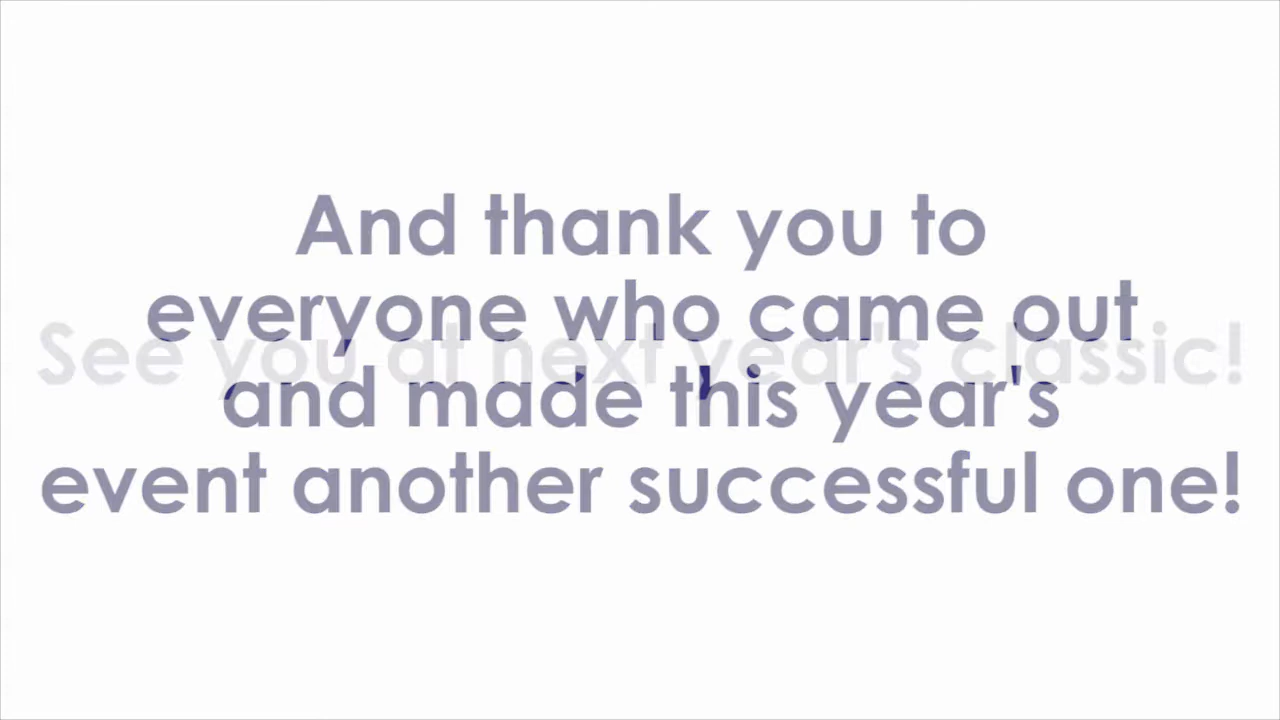 And thank you to
everyone who came out
See you at next year's classic!
and made this year's
event another successful one!